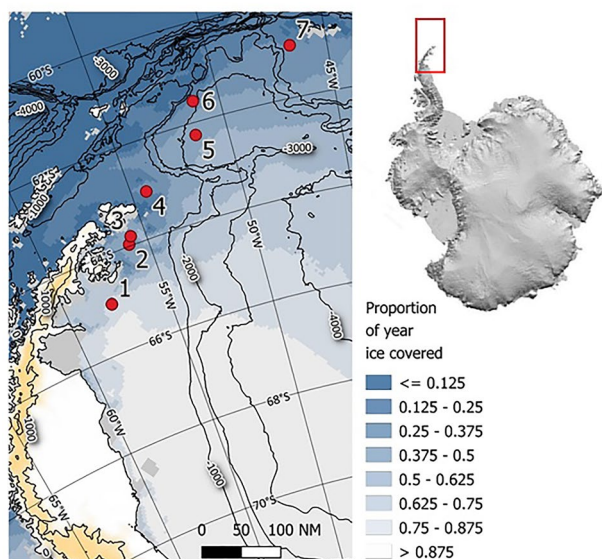 7
60°S
-3000
-4000
45°W
6
5
-3000
-1000
4
3
2
50°W
-2000
55°W
1
-1000
66°S
-4000
60°W
68°S
-1000
-1000
70°S
65°W
0 50 100 NM
Proportion
of year
ice covered
<= 0.125
0.125 - 0.25
0.25 - 0.375
0.375 - 0.5
0.5 - 0.625
0.625 - 0.75
0.75 - 0.875
> 0.875